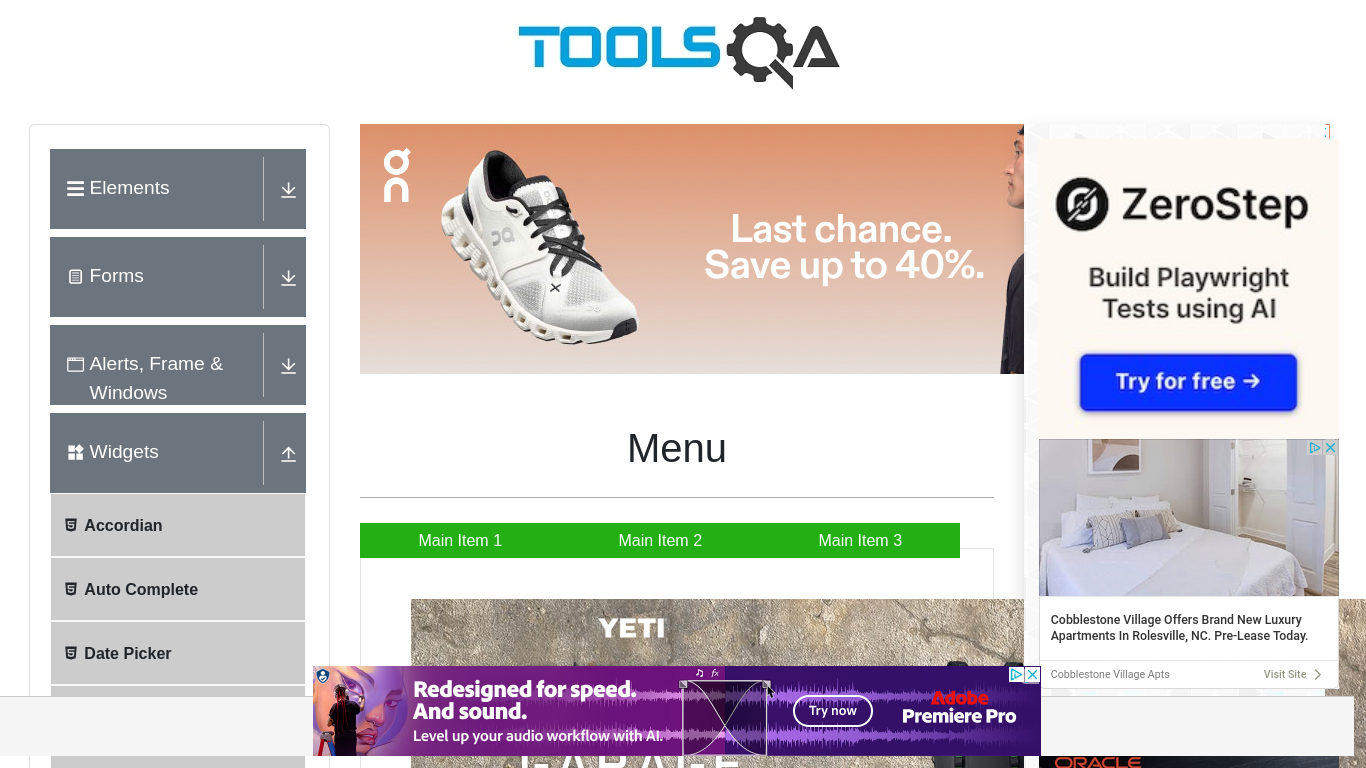 TOOLSQA
Elements
Forms
Alerts, Frame &
Windows
Widgets
Accordian
Auto Complete
Date Picker
on
Last chance.
Save up to 40%.
Menu
Main Item 1
Main Item 2
Main Item 3
YETI
ZeroStep
Build Playwright
Tests using AI
Try for free →
Cobblestone Village Offers Brand New Luxury
Apartments In Rolesville, NC. Pre-Lease Today.
Cobblestone Village Apts
Visit Site
Redesigned for speed.
And sound.
Level up your audio workflow with AI.
fx
Try now
Adobe
Premiere Pro
ORACLE